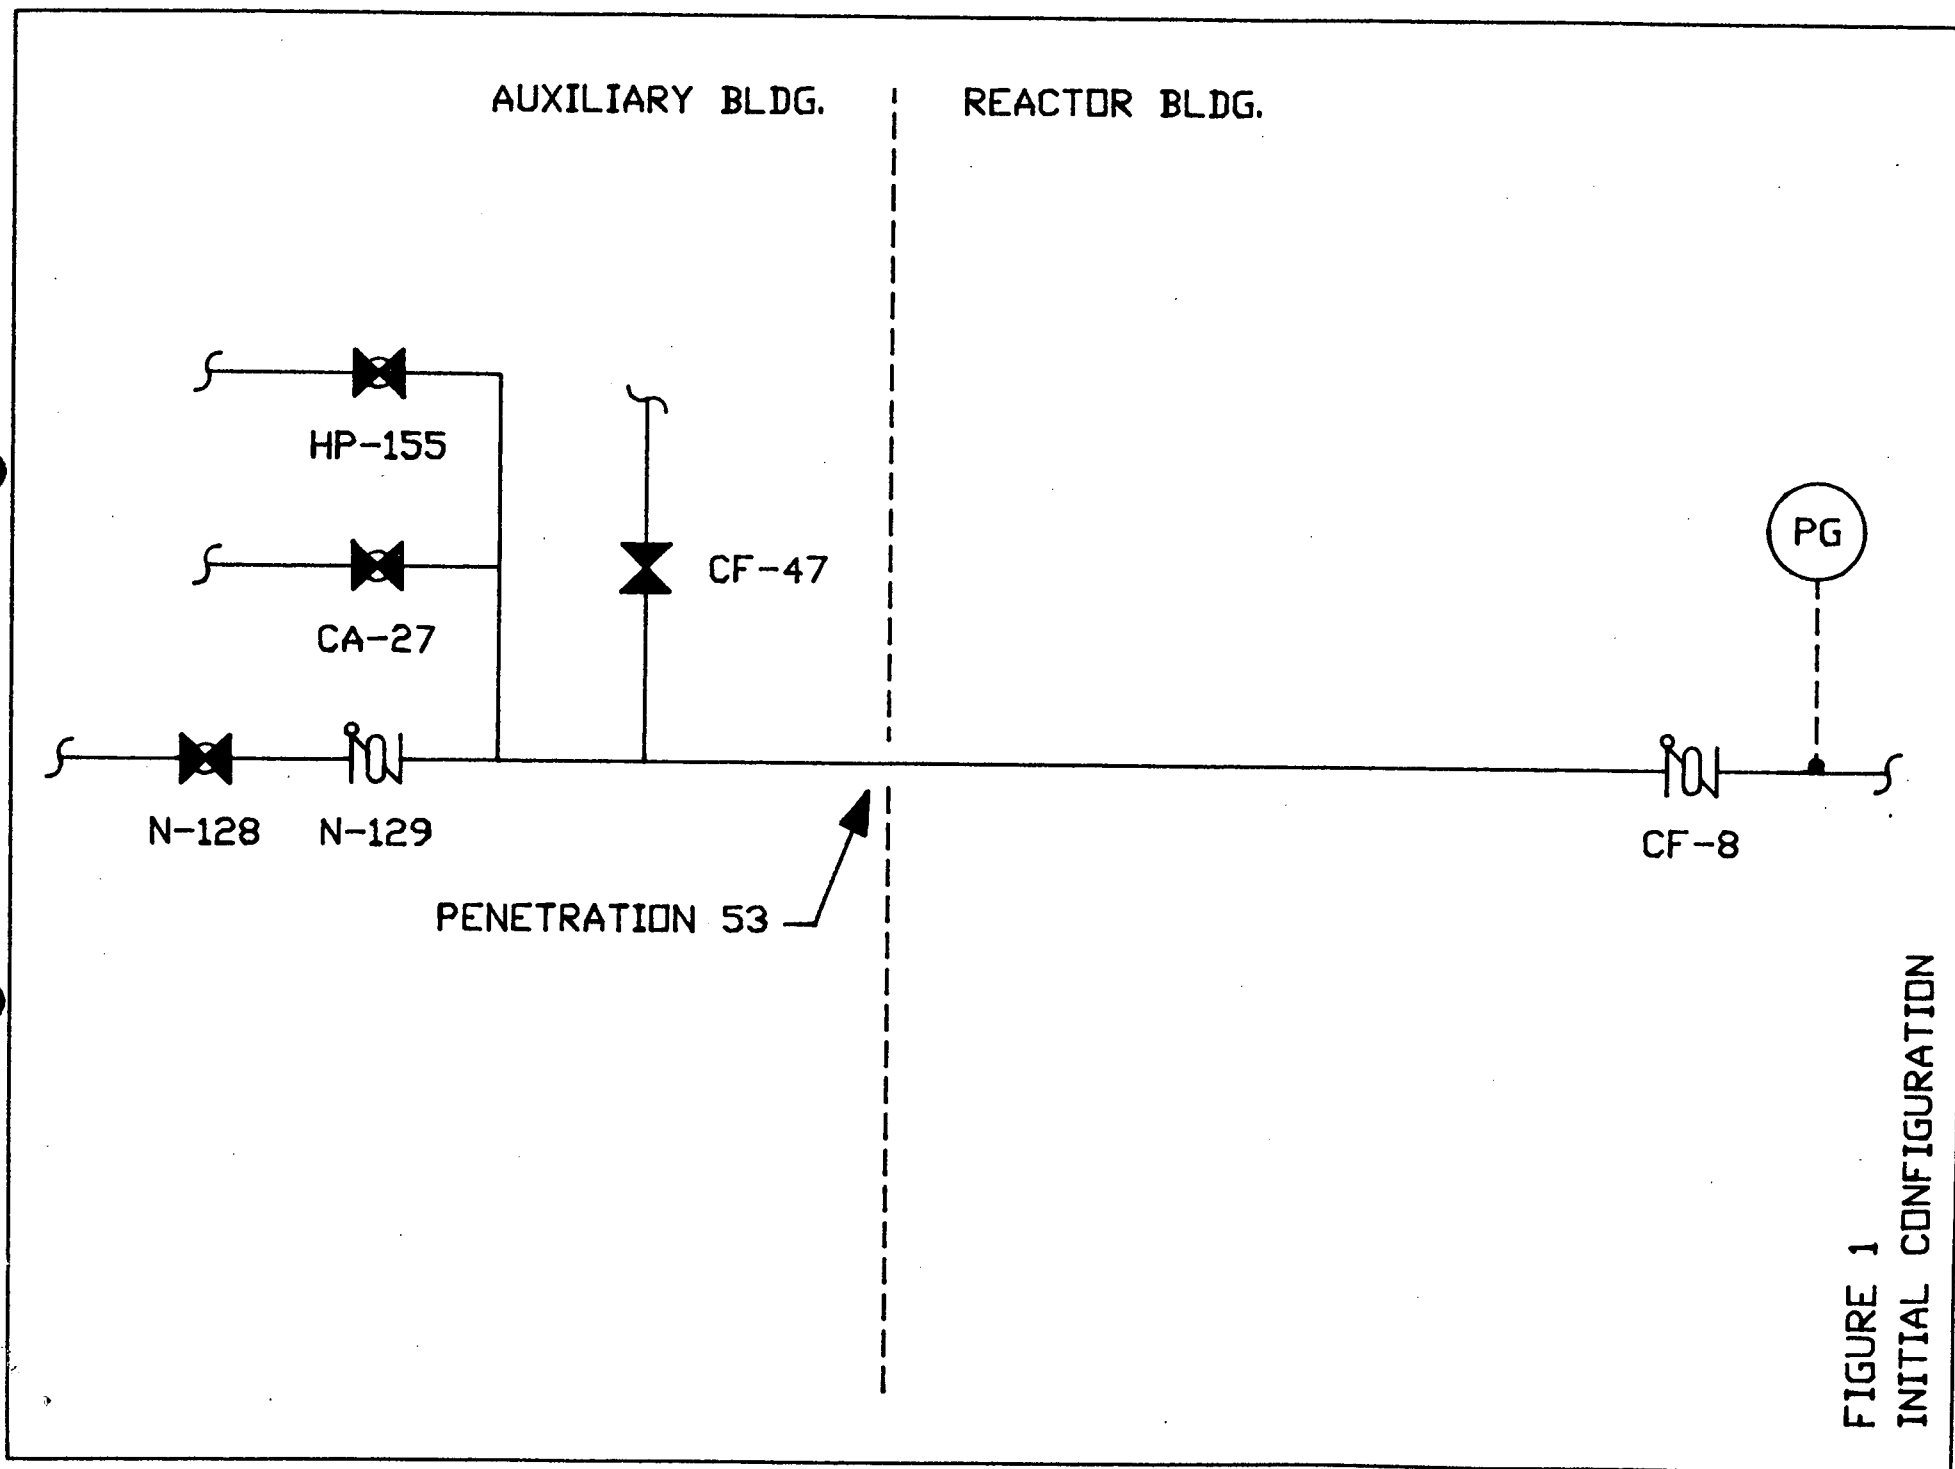 AUXILIARY BLDG.
REACTOR BLDG.
HP-155
PG
CF-47
CA-27
N-128
N-129
CF-8
PENETRATION 53
FIGURE 1
INITIAL CONFIGURATION